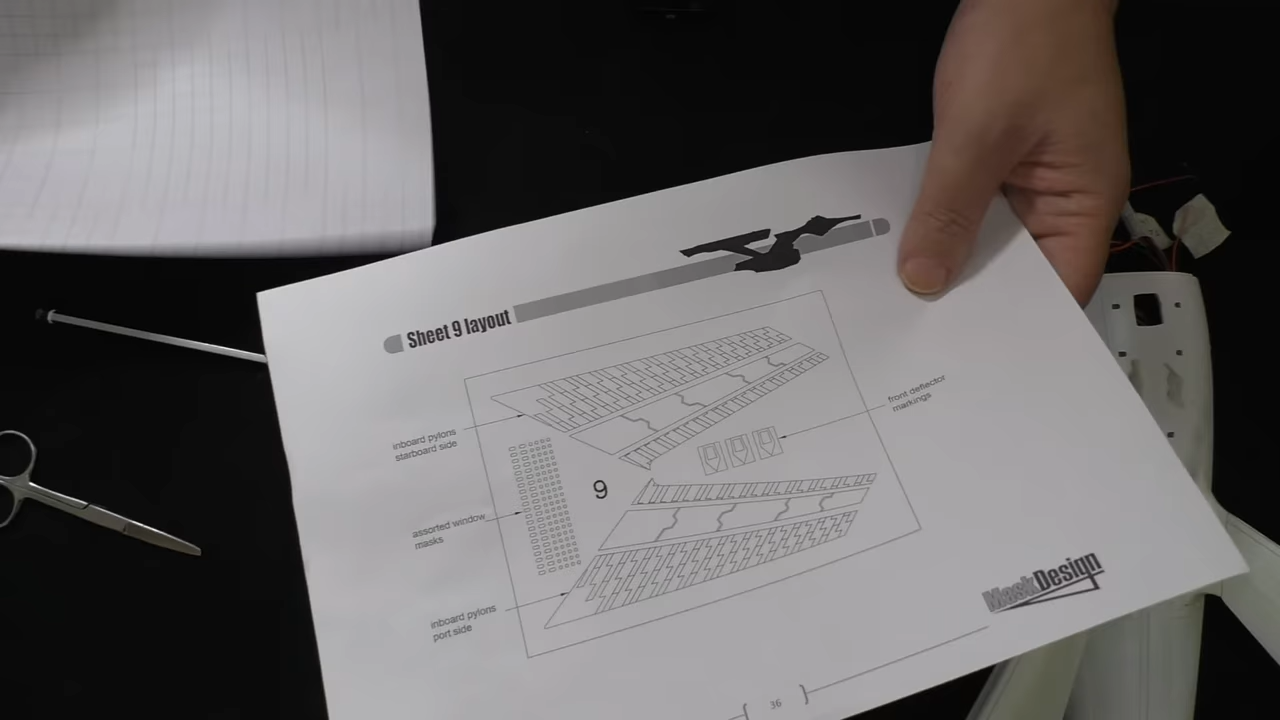 Sheet 9 layout
inboard pylons
starboard side
front deflector
markings
9
assorted window
masks
inboard pylons
port side
MaskDesign
36